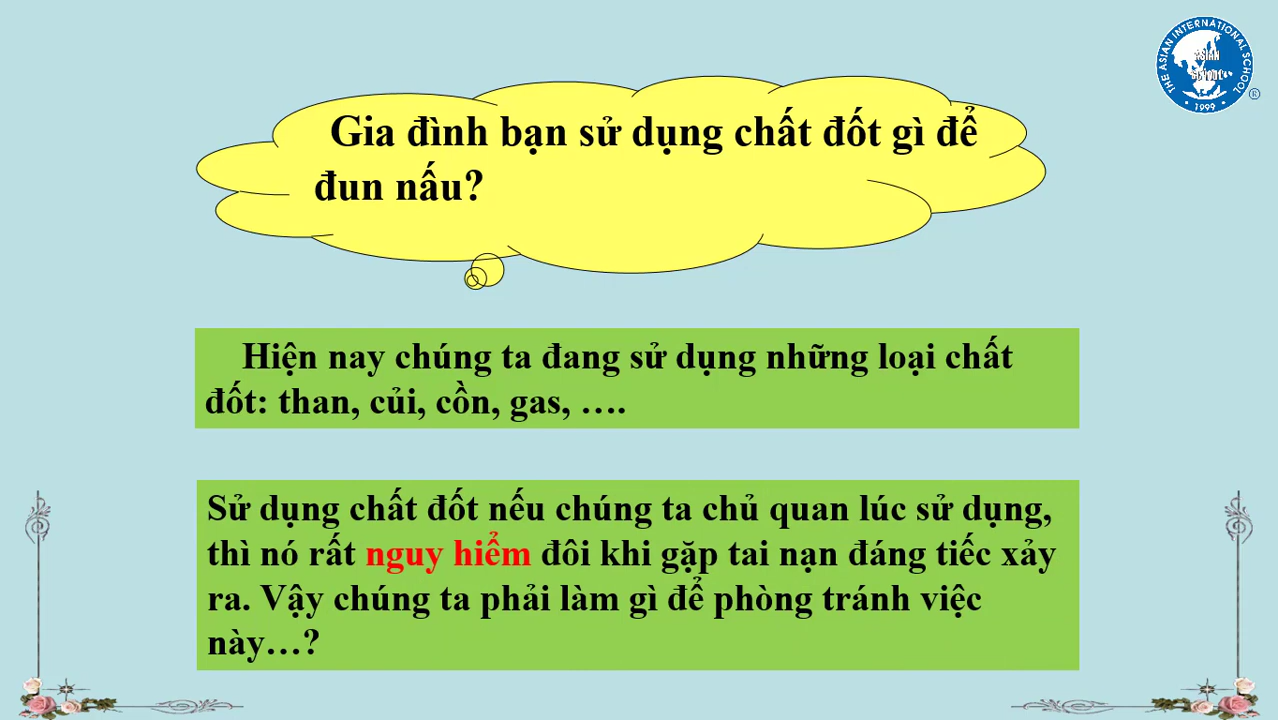 THE ASIAN INTERNATIONAL SCHOOL
ASIAN
SCHOOL
1999
®
Gia đình bạn sử dụng chất đốt gì để
đun nấu?
Hiện nay chúng ta đang sử dụng những loại chất
đốt: than, củi, cồn, gas, ….
Sử dụng chất đốt nếu chúng ta chủ quan lúc sử dụng,
thì nó rất nguy hiểm đôi khi gặp tai nạn đáng tiếc xảy
ra. Vậy chúng ta phải làm gì để phòng tránh việc
này…?